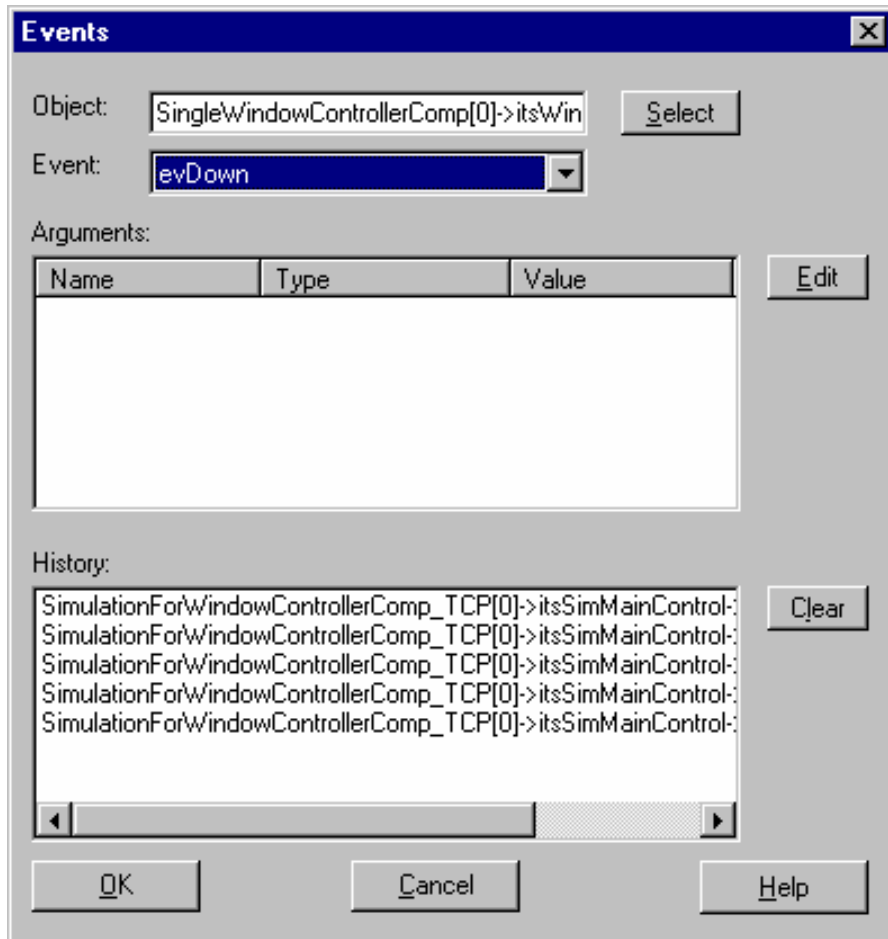 Events
Object: SingleWindowControllerComp[0]->itsWin Select
Event: evDown
Arguments:
Name Type Value Edit
History:
SimulationForWindowControllerComp_TCP[0]->itsSimMainControl-
SimulationForWindowControllerComp_TCP[0]->itsSimMainControl-
SimulationForWindowControllerComp_TCP[0]->itsSimMainControl-
SimulationForWindowControllerComp_TCP[0]->itsSimMainControl-
SimulationForWindowControllerComp_TCP[0]->itsSimMainControl-
Clear
OK Cancel Help